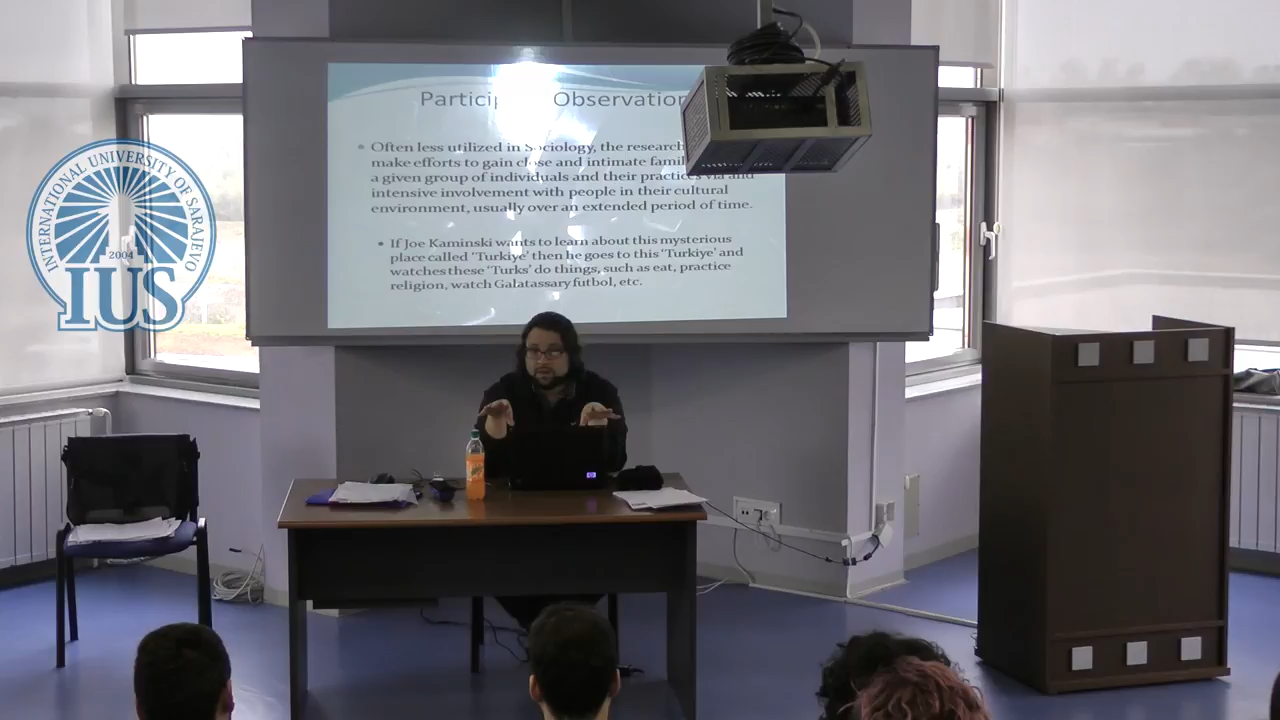 Observation
Often less utilized in Sociology, the
make efforts to gain close and intimate
a given group of individuals and their practices via and
intensive involvement with people in their cultural
environment, usually over an extended period of time.
If Joe Kaminski wants to learn about this mysterious
place called 'Turkiye' then he goes to this 'Turkiye' and
watches these 'Turks' do things, such as eat, practice
religion, watch Galatassary futbol, etc.
INTERNATIONAL UNIVERSITY OF SARAJEVO
2004
IUS
hp